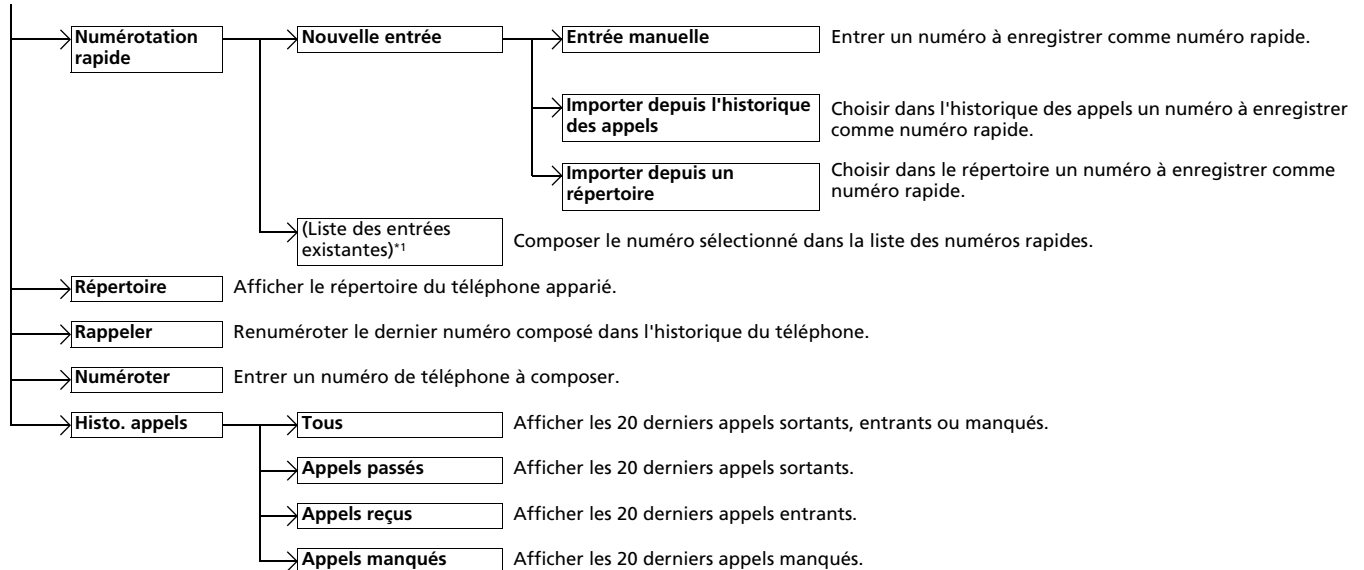 Numérotation
rapide
Nouvelle entrée
Entrée manuelle
Entrer un numéro à enregistrer comme numéro rapide.
Importer depuis l'historique
des appels
Choisir dans l'historique des appels un numéro à enregistrer
comme numéro rapide.
Importer depuis un
répertoire
Choisir dans le répertoire un numéro à enregistrer comme
numéro rapide.
(Liste des entrées
existantes)*1
Composer le numéro sélectionné dans la liste des numéros rapides.
Répertoire
Afficher le répertoire du téléphone apparié.
Rappeler
Renuméroter le dernier numéro composé dans l'historique du téléphone.
Numéroter
Entrer un numéro de téléphone à composer.
Histo. appels
Tous
Afficher les 20 derniers appels sortants, entrants ou manqués.
Appels passés
Afficher les 20 derniers appels sortants.
Appels reçus
Afficher les 20 derniers appels entrants.
Appels manqués
Afficher les 20 derniers appels manqués.